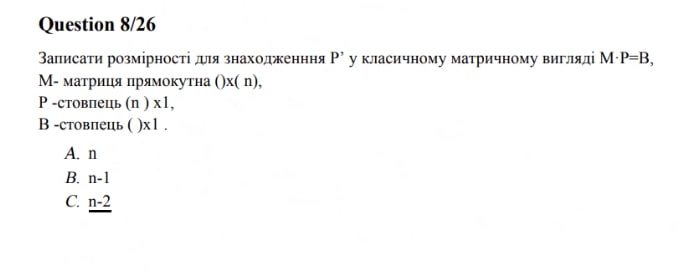 Question 8/26
Записати розмірності для знаходженння P’ у класичному матричному вигляді M·P=B,
М- матриця прямокутна ()x( n),
Р -стовпець (n ) x1,
В -стовпець ( )x1 .
A. n
B. n-1
C. n-2